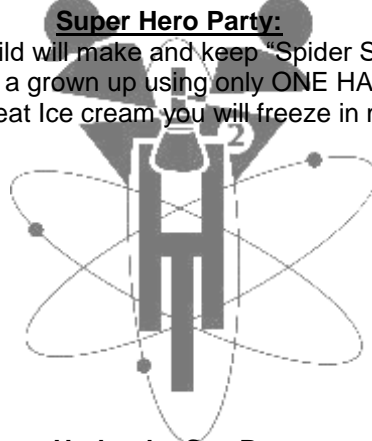 Super Hero Party:
ild will make and keep “Spider S
a grown up using only ONE HA
eat Ice cream you will freeze in r
2